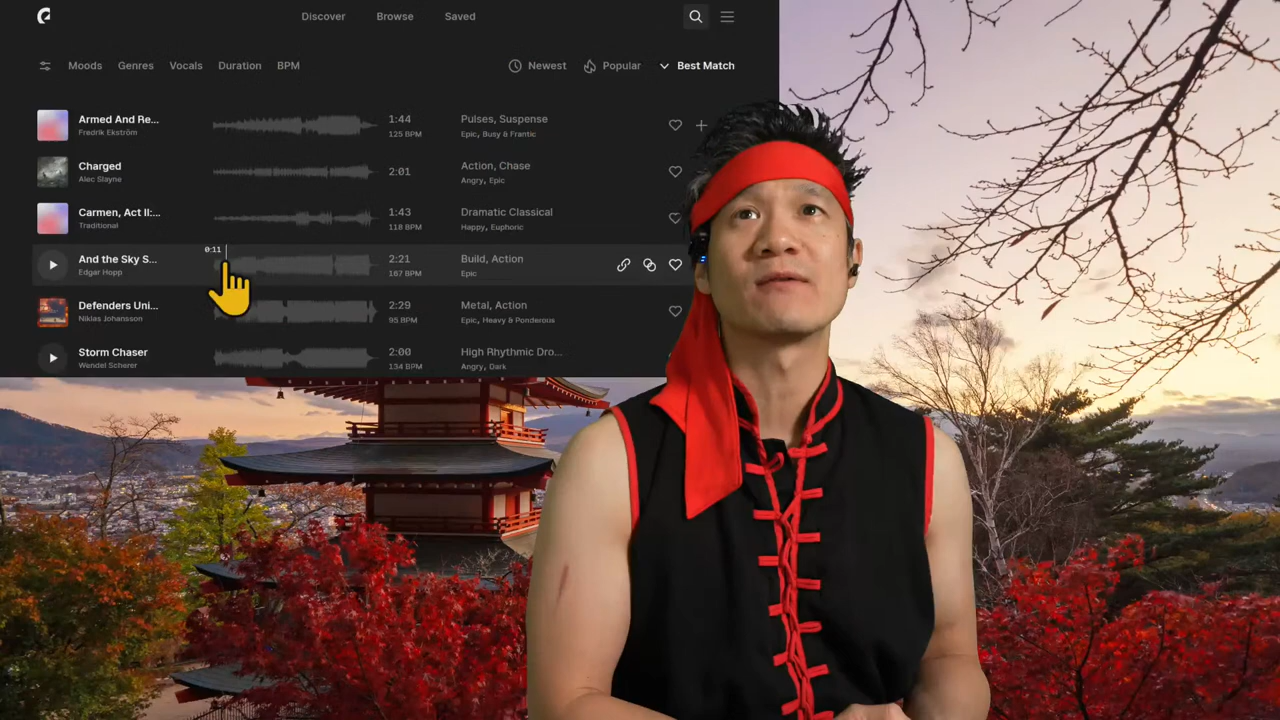 Discover Browse Saved
Moods Genres Vocals Duration BPM Newest Popular Best Match
Armed And Re... 1:44 Pulses, Suspense
Fredrik Ekström 125 BPM Epic, Busy & Frantic
Charged 2:01 Action, Chase
Alec Slayne Angry, Epic
Carmen, Act II:... 1:43 Dramatic Classical
Traditional 118 BPM Happy, Euphoric
0:11
And the Sky S... 2:21 Build, Action
Edgar Hopp 167 BPM Epic
Defenders Uni... 2:29 Metal, Action
Niklas Johansson 95 BPM Epic, Heavy & Ponderous
Storm Chaser 2:00 High Rhythmic Dro...
Wendel Scherer 134 BPM Angry, Dark